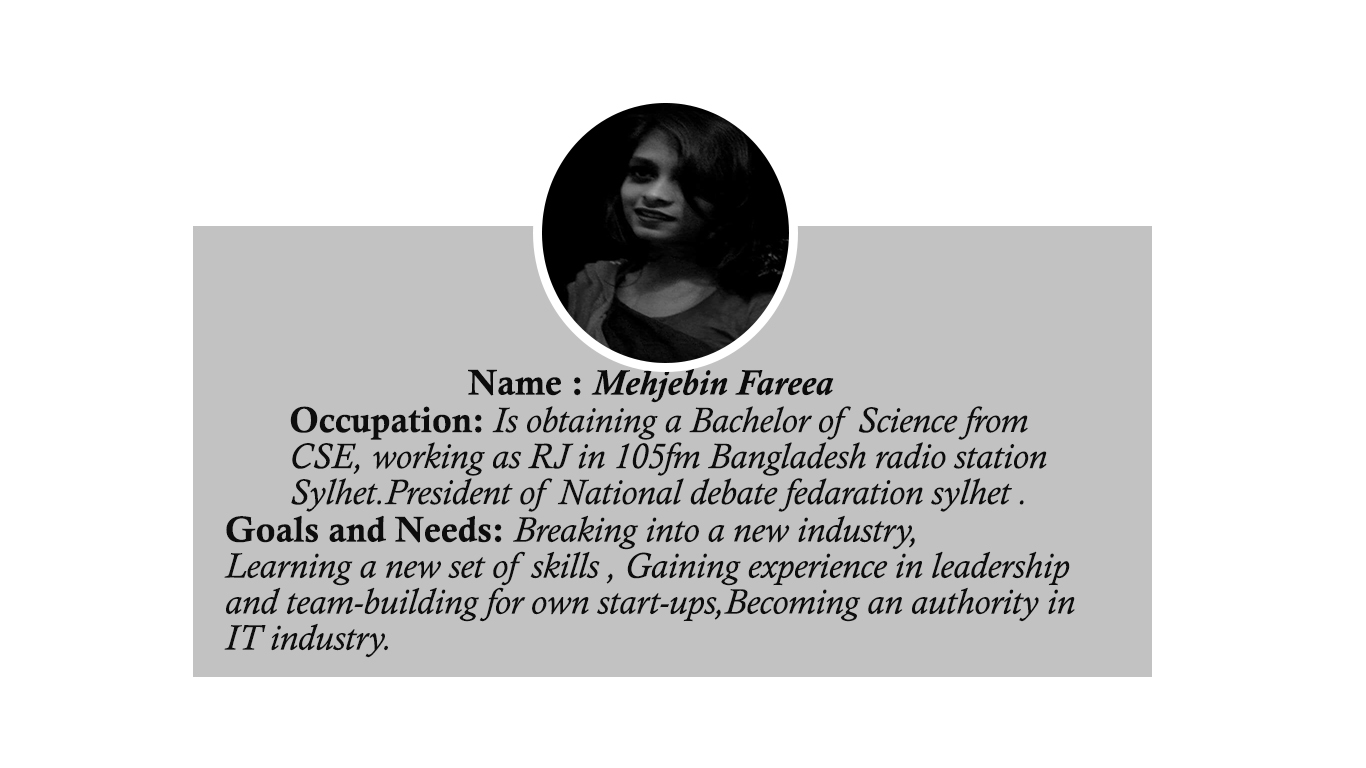 Name : Mehjebin Fareea
Occupation: Is obtaining a Bachelor of Science from
CSE, working as RJ in 105fm Bangladesh radio station
Sylhet.President of National debate fedaration sylhet .
Goals and Needs: Breaking into a new industry,
Learning a new set of skills , Gaining experience in leadership
and team-building for own start-ups,Becoming an authority in
IT industry.